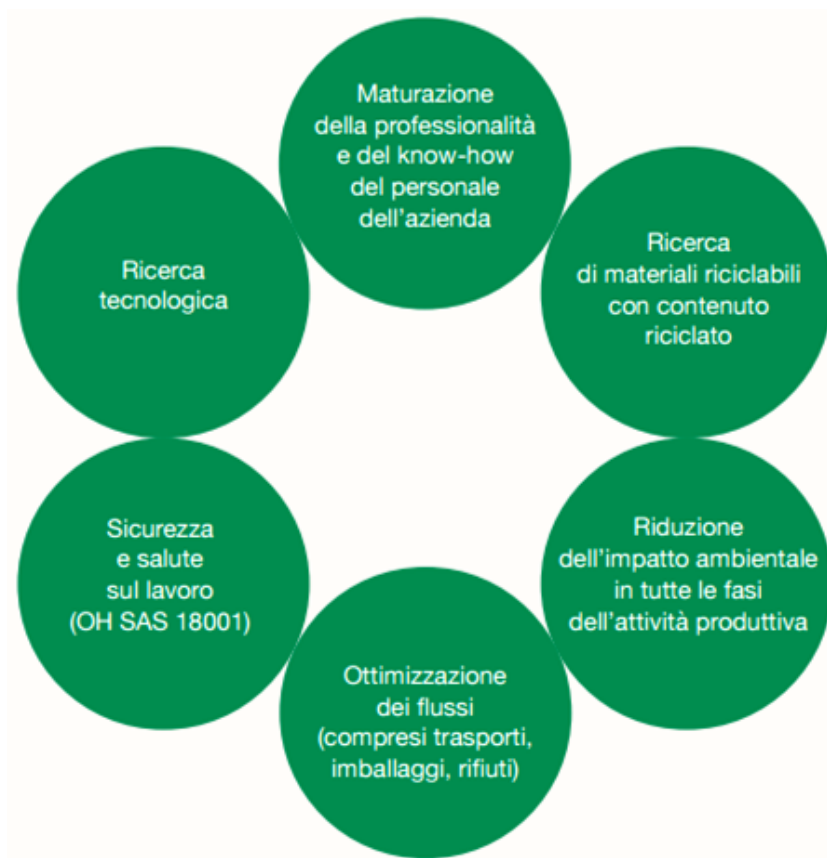 Maturazione
della professionalità
e del know-how
del personale
dell'azienda
Ricerca
tecnologica
Ricerca
di materiali riciclabili
con contenuto
riciclato
Sicurezza
e salute
sul lavoro
(OH SAS 18001)
Riduzione
dell'impatto ambientale
in tutte le fasi
dell'attività produttiva
Ottimizzazione
dei flussi
(compresi trasporti,
imballaggi, rifiuti)